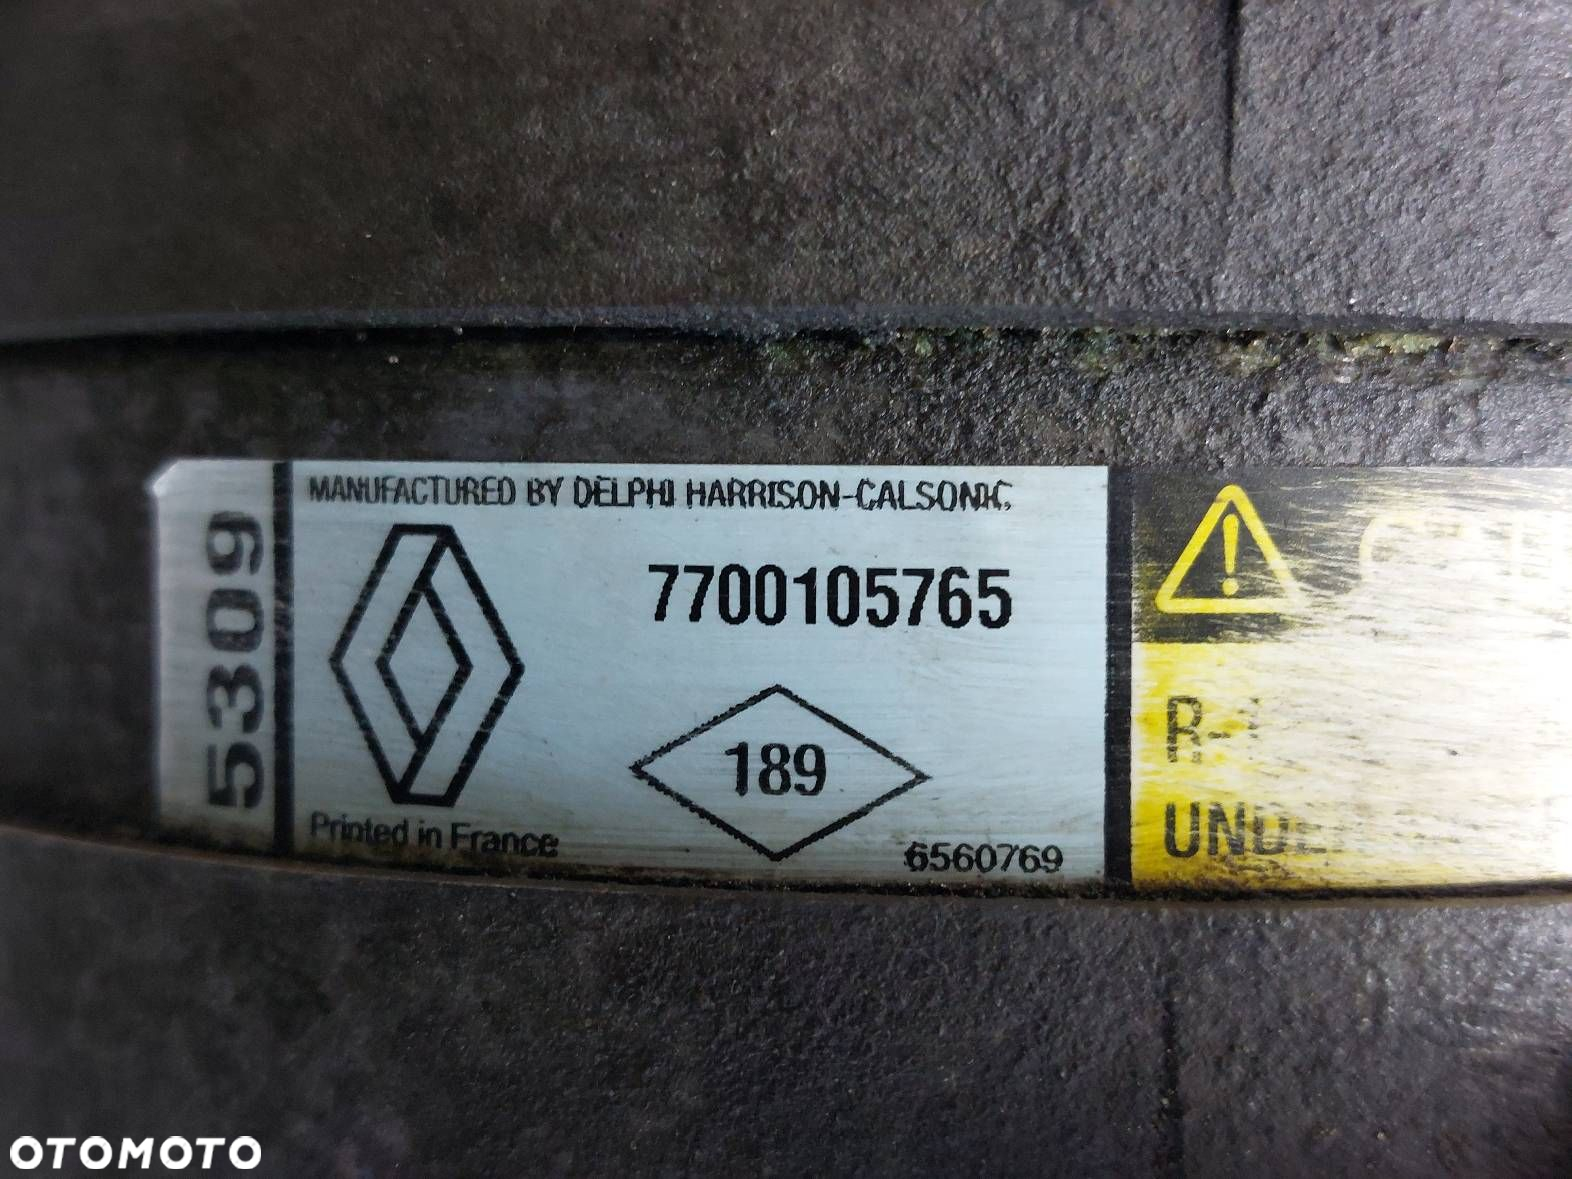 5309
MANUFACTURED BY DELPHI HARRISON-CALSONIC,
7700105765
189
Printed in France
6560769
OTOMOTO